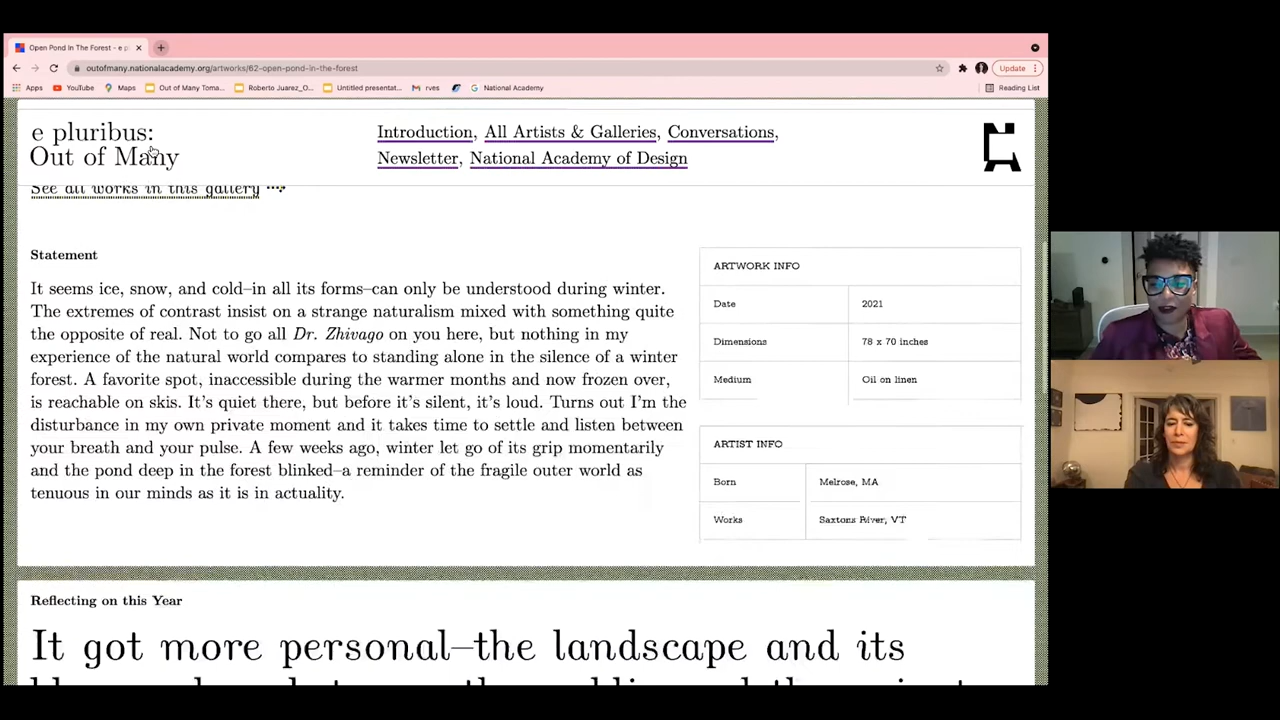 Open Pond In The Forest - e p
outofmany.nationalacademy.org/artworks/62-open-pond-in-the-forest
Update
Apps YouTube Maps Out of Many Toma... Roberto Juarez_O... Untitled presentat... rves National Academy Reading List
e pluribus:
Out of Many
Introduction, All Artists & Galleries, Conversations,
Newsletter, National Academy of Design
See all works in this gallery
Statement
It seems ice, snow, and cold–in all its forms–can only be understood during winter.
The extremes of contrast insist on a strange naturalism mixed with something quite
the opposite of real. Not to go all Dr. Zhivago on you here, but nothing in my
experience of the natural world compares to standing alone in the silence of a winter
forest. A favorite spot, inaccessible during the warmer months and now frozen over,
is reachable on skis. It's quiet there, but before it's silent, it's loud. Turns out I'm the
disturbance in my own private moment and it takes time to settle and listen between
your breath and your pulse. A few weeks ago, winter let go of its grip momentarily
and the pond deep in the forest blinked–a reminder of the fragile outer world as
tenuous in our minds as it is in actuality.
ARTWORK INFO
Date 2021
Dimensions 78 x 70 inches
Medium Oil on linen
ARTIST INFO
Born Melrose, MA
Works Saxtons River, VT
Reflecting on this Year
It got more personal–the landscape and its